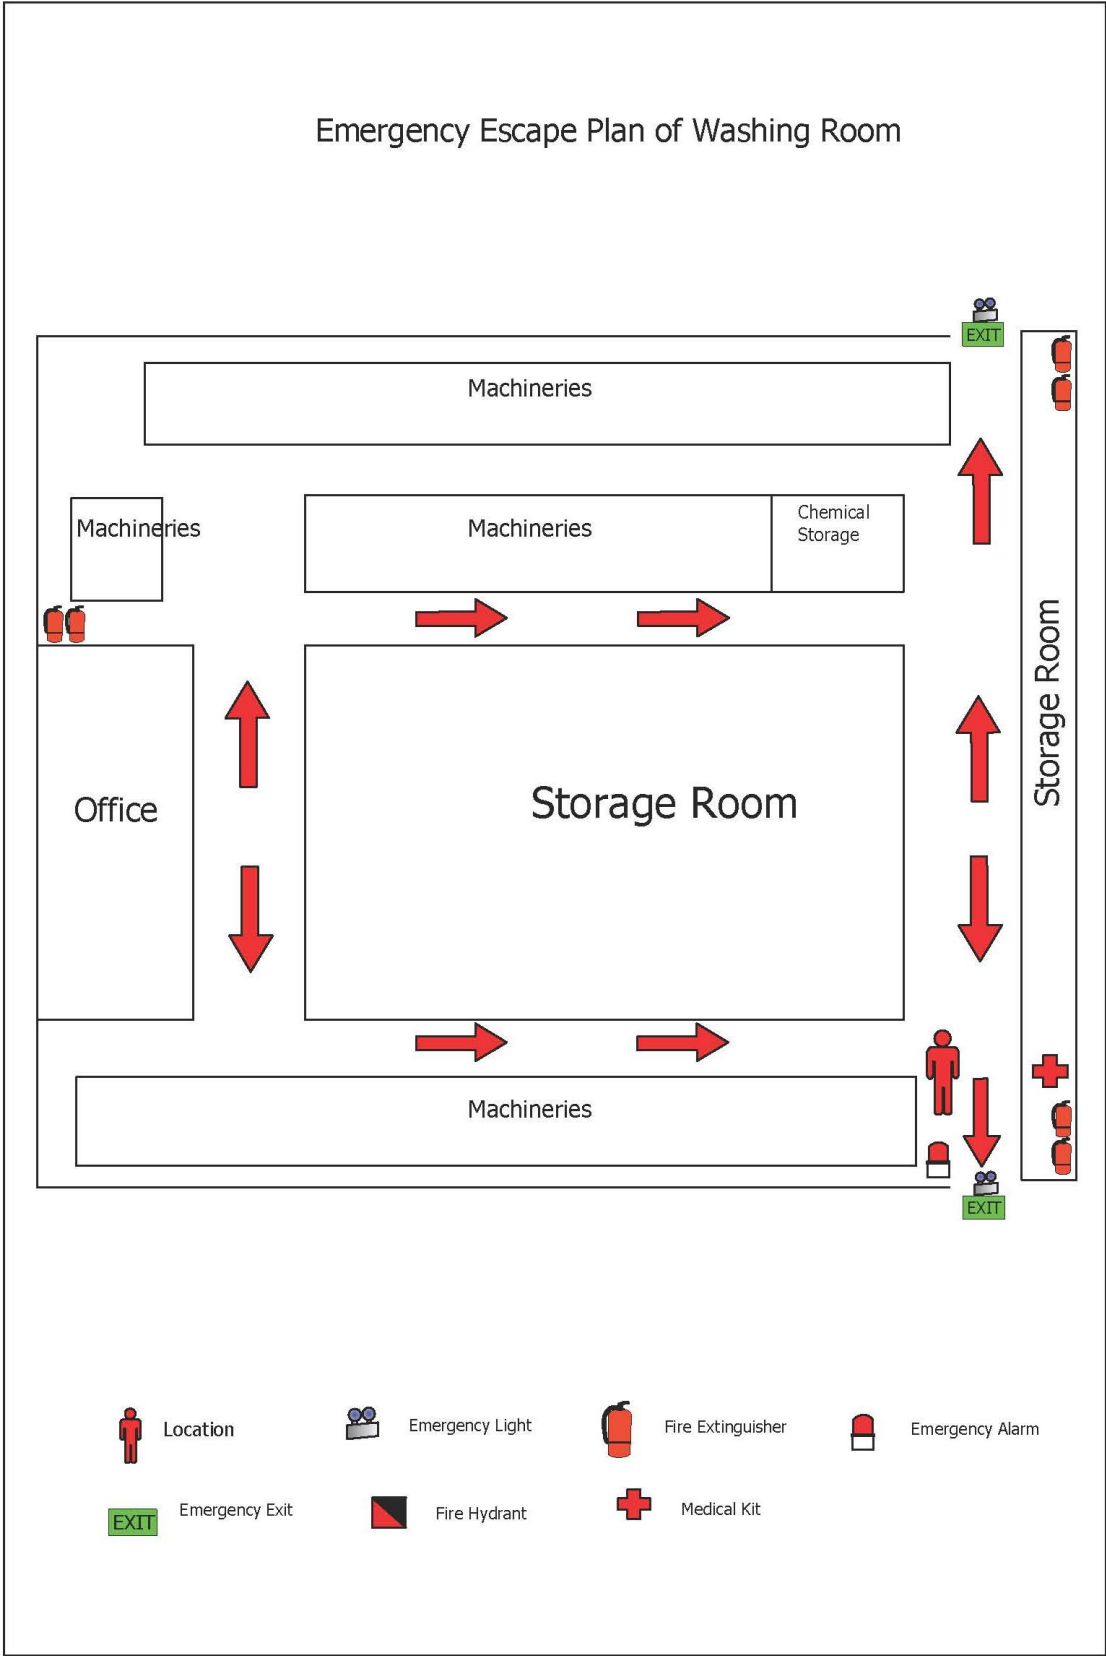 Emergency Escape Plan of Washing Room
EXIT
Machineries
Machineries
Machineries
Chemical
Storage
Storage Room
Office
Storage Room
Machineries
EXIT
Location
Emergency Light
Fire Extinguisher
Emergency Alarm
EXIT
Emergency Exit
Fire Hydrant
Medical Kit